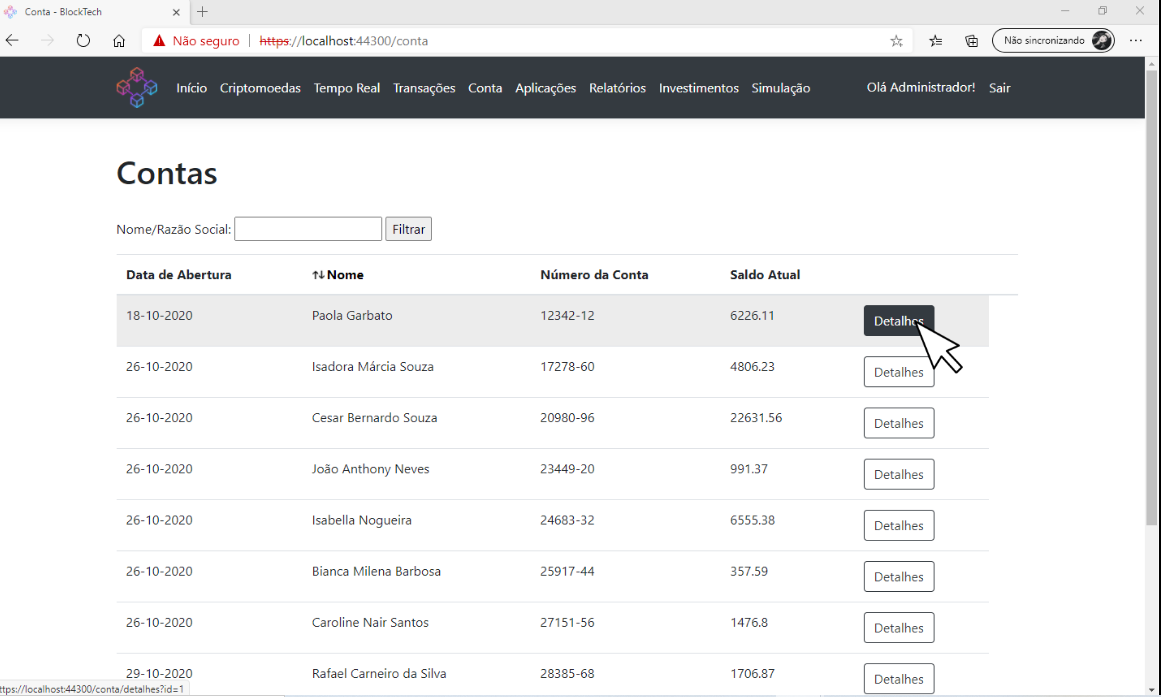 Conta - BlockTech
Não seguro | https://localhost:44300/conta
Não sincronizando
Início Criptomoedas Tempo Real Transações Conta Aplicações Relatórios Investimentos Simulação Olá Administrador! Sair
Contas
Nome/Razão Social: Filtrar
Data de Abertura ↑↓Nome Número da Conta Saldo Atual
18-10-2020 Paola Garbato 12342-12 6226.11 Detalhes
26-10-2020 Isadora Márcia Souza 17278-60 4806.23 Detalhes
26-10-2020 Cesar Bernardo Souza 20980-96 22631.56 Detalhes
26-10-2020 João Anthony Neves 23449-20 991.37 Detalhes
26-10-2020 Isabella Nogueira 24683-32 6555.38 Detalhes
26-10-2020 Bianca Milena Barbosa 25917-44 357.59 Detalhes
26-10-2020 Caroline Nair Santos 27151-56 1476.8 Detalhes
29-10-2020 Rafael Carneiro da Silva 28385-68 1706.87 Detalhes
ttps://localhost:44300/conta/detalhes?id=1